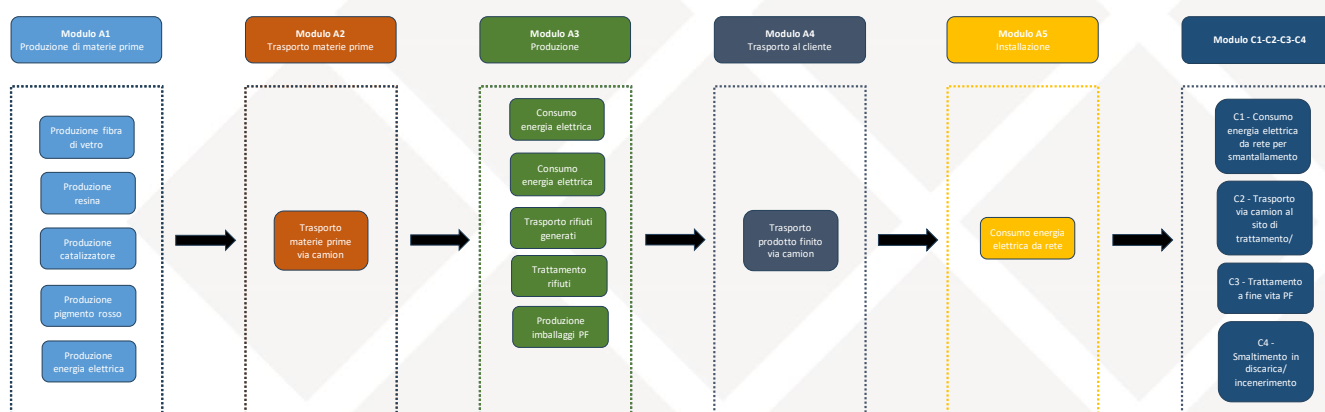 Modulo A1
Produzione di materie prime
Modulo A2
Trasporto materie prime
Modulo A3
Produzione
Modulo A4
Trasporto al cliente
Modulo A5
Installazione
Modulo C1-C2-C3-C4
Produzione fibra
di vetro
Produzione
resina
Produzione
catalizzatore
Produzione
pigmento rosso
Produzione
energia elettrica
Trasporto
materie prime
via camion
Consumo
energia elettrica
Consumo
energia elettrica
Trasporto rifiuti
generati
Trattamento
rifiuti
Produzione
imballaggi PF
Trasporto
prodotto finito
via camion
Consumo energia
elettrica da rete
C1 - Consumo
energia elettrica
da rete per
smantallamento
C2 - Trasporto
via camion al
sito di
trattamento/
C3 - Trattamento
a fine vita PF
C4 -
Smaltimento in
discarica/
incenerimento